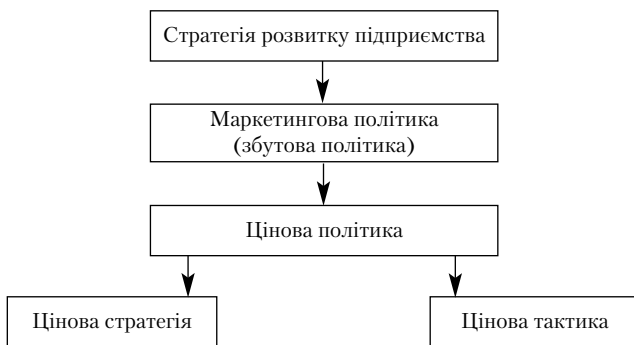 Стратегія розвитку підприємства
Маркетингова політика
(збутова політика)
Цінова політика
Цінова стратегія
Цінова тактика